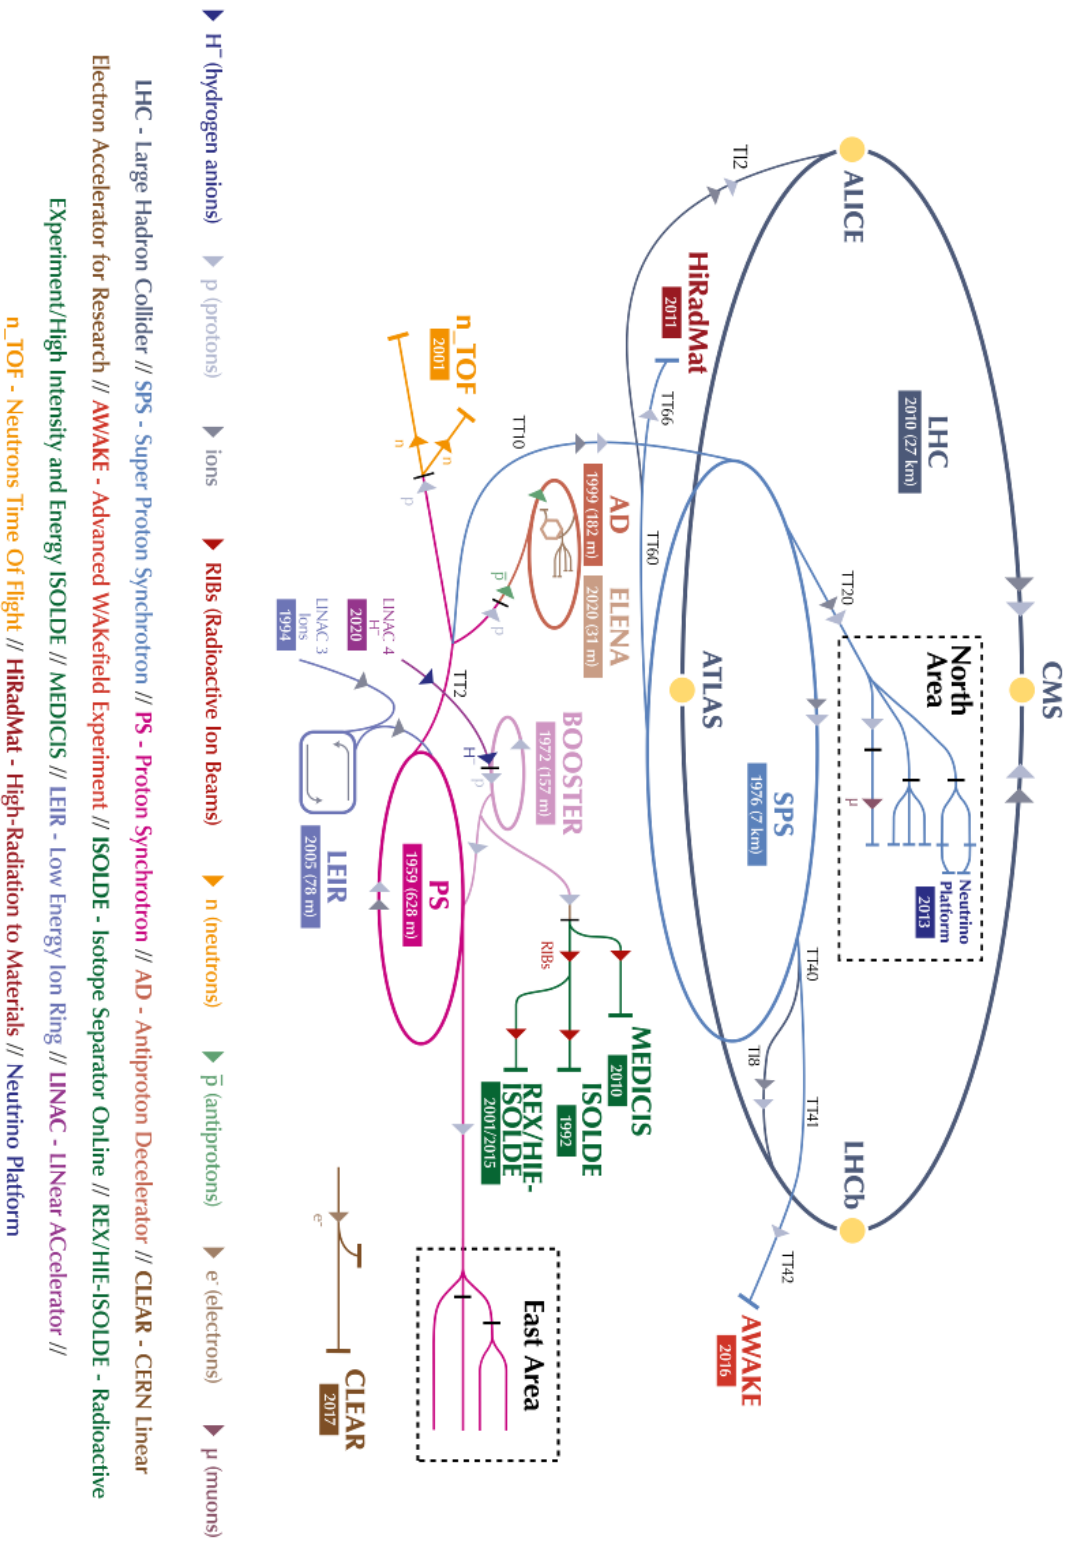 CMS
LHC
2010 (27 km)
North
Area
ALICE
LHCb
TT20
Neutrino
Platform
2013
TT40
TT41
TI2
TI8
SPS
1976 (7 km)
TT42
AWAKE
2016
HiRadMat
2011
TT66
ATLAS
TT60
AD
1999 (182 m)
ELENA
2020 (31 m)
TT10
BOOSTER
1972 (157 m)
MEDICIS
2010
ISOLDE
1992
REX/HIE-
ISOLDE
2001/2015
RIBs
East Area
n_TOF
2001
n
n
p
p
p
p̄
H⁻
μ
TT2
LINAC 4
H⁻
2020
LINAC 3
Ions
1994
PS
1959 (628 m)
LEIR
2005 (78 m)
e⁻
CLEAR
2017
H⁻ (hydrogen anions)
p (protons)
ions
RIBs (Radioactive Ion Beams)
n (neutrons)
p̄ (antiprotons)
e⁻ (electrons)
μ (muons)
LHC - Large Hadron Collider // SPS - Super Proton Synchrotron // PS - Proton Synchrotron // AD - Antiproton Decelerator // CLEAR - CERN Linear
Electron Accelerator for Research // AWAKE - Advanced WAKefield Experiment // ISOLDE - Isotope Separator OnLine // REX/HIE-ISOLDE - Radioactive
EXperiment/High Intensity and Energy ISOLDE // MEDICIS // LEIR - Low Energy Ion Ring // LINAC - LINear ACcelerator //
n_TOF - Neutrons Time Of Flight // HiRadMat - High-Radiation to Materials // Neutrino Platform